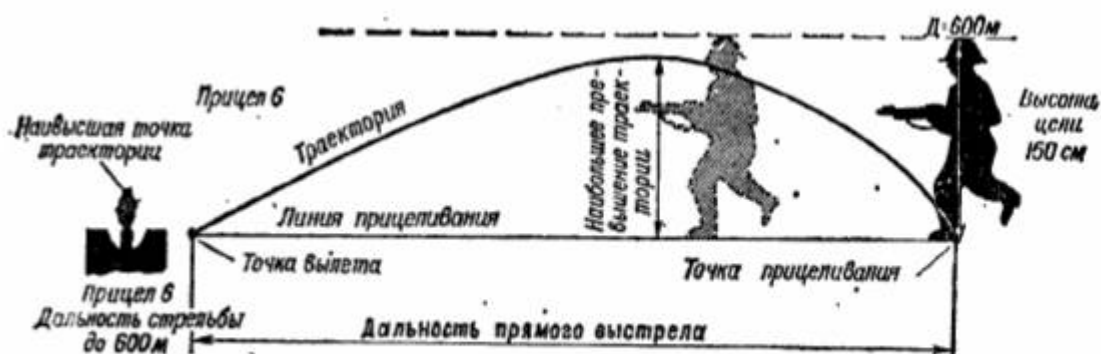 Д=600м
Прицел 6
Наивысшая точка
траектории
Траектория
Наибольшее пре-
вышение траек-
тории
Высота
цели
150 см
Линия прицеливания
Точка вылета
Точка прицеливания
Прицел 6
Дальность стрельбы
до 600м
Дальность прямого выстрела